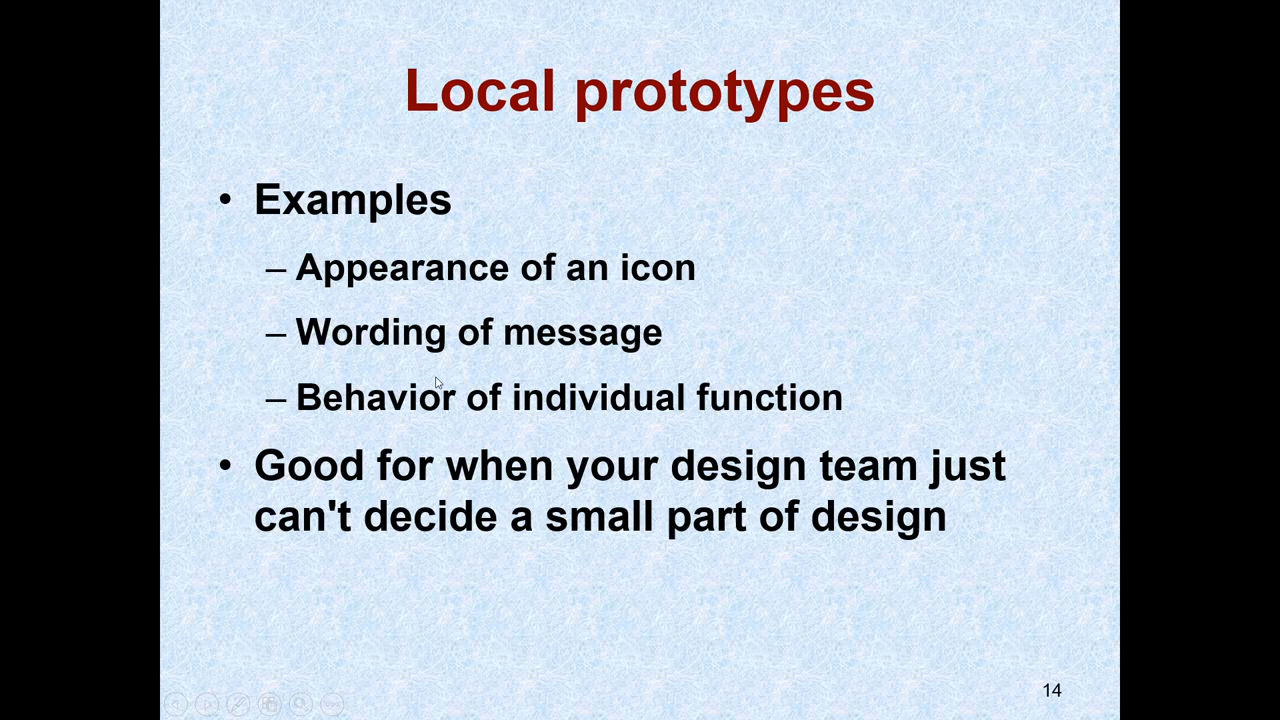 Local prototypes
• Examples
– Appearance of an icon
– Wording of message
– Behavior of individual function
• Good for when your design team just
can't decide a small part of design
14